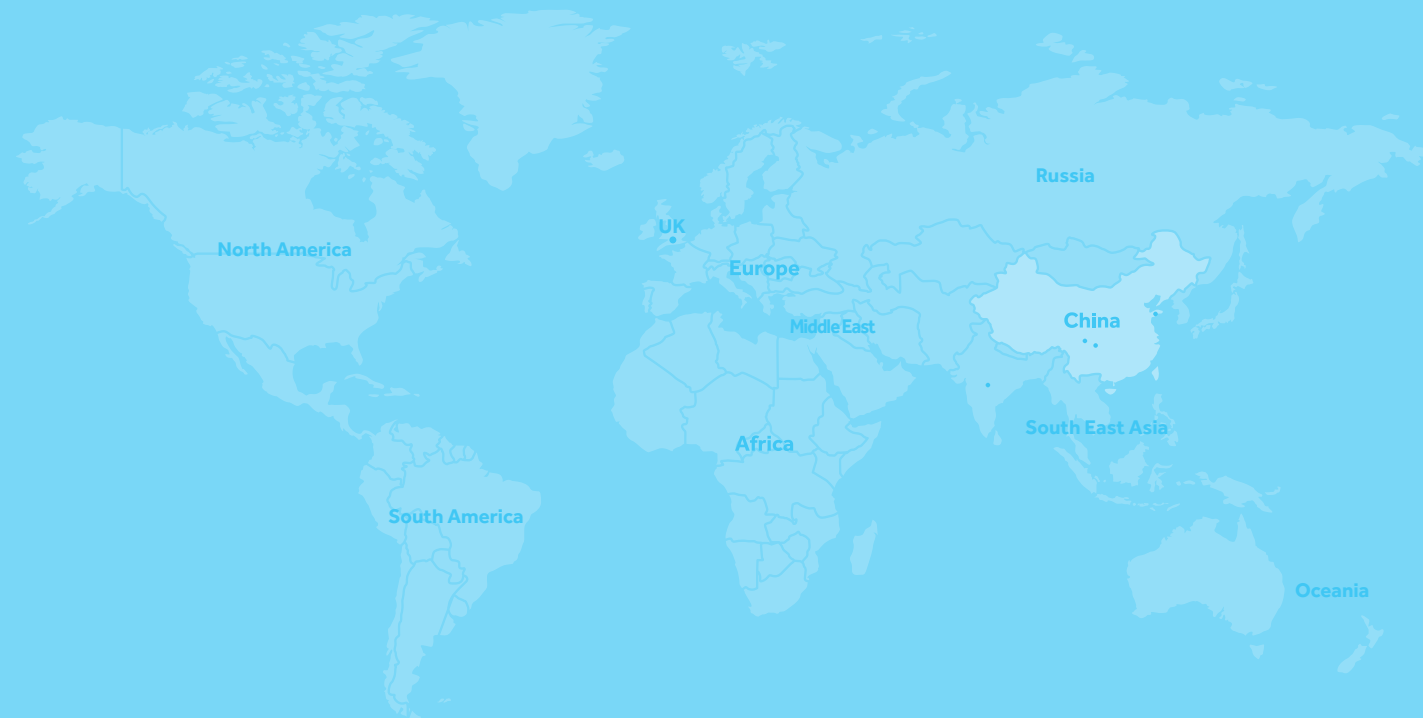 Russia
UK
North America
Europe
China
Middle East
South East Asia
Africa
South America
Oceania